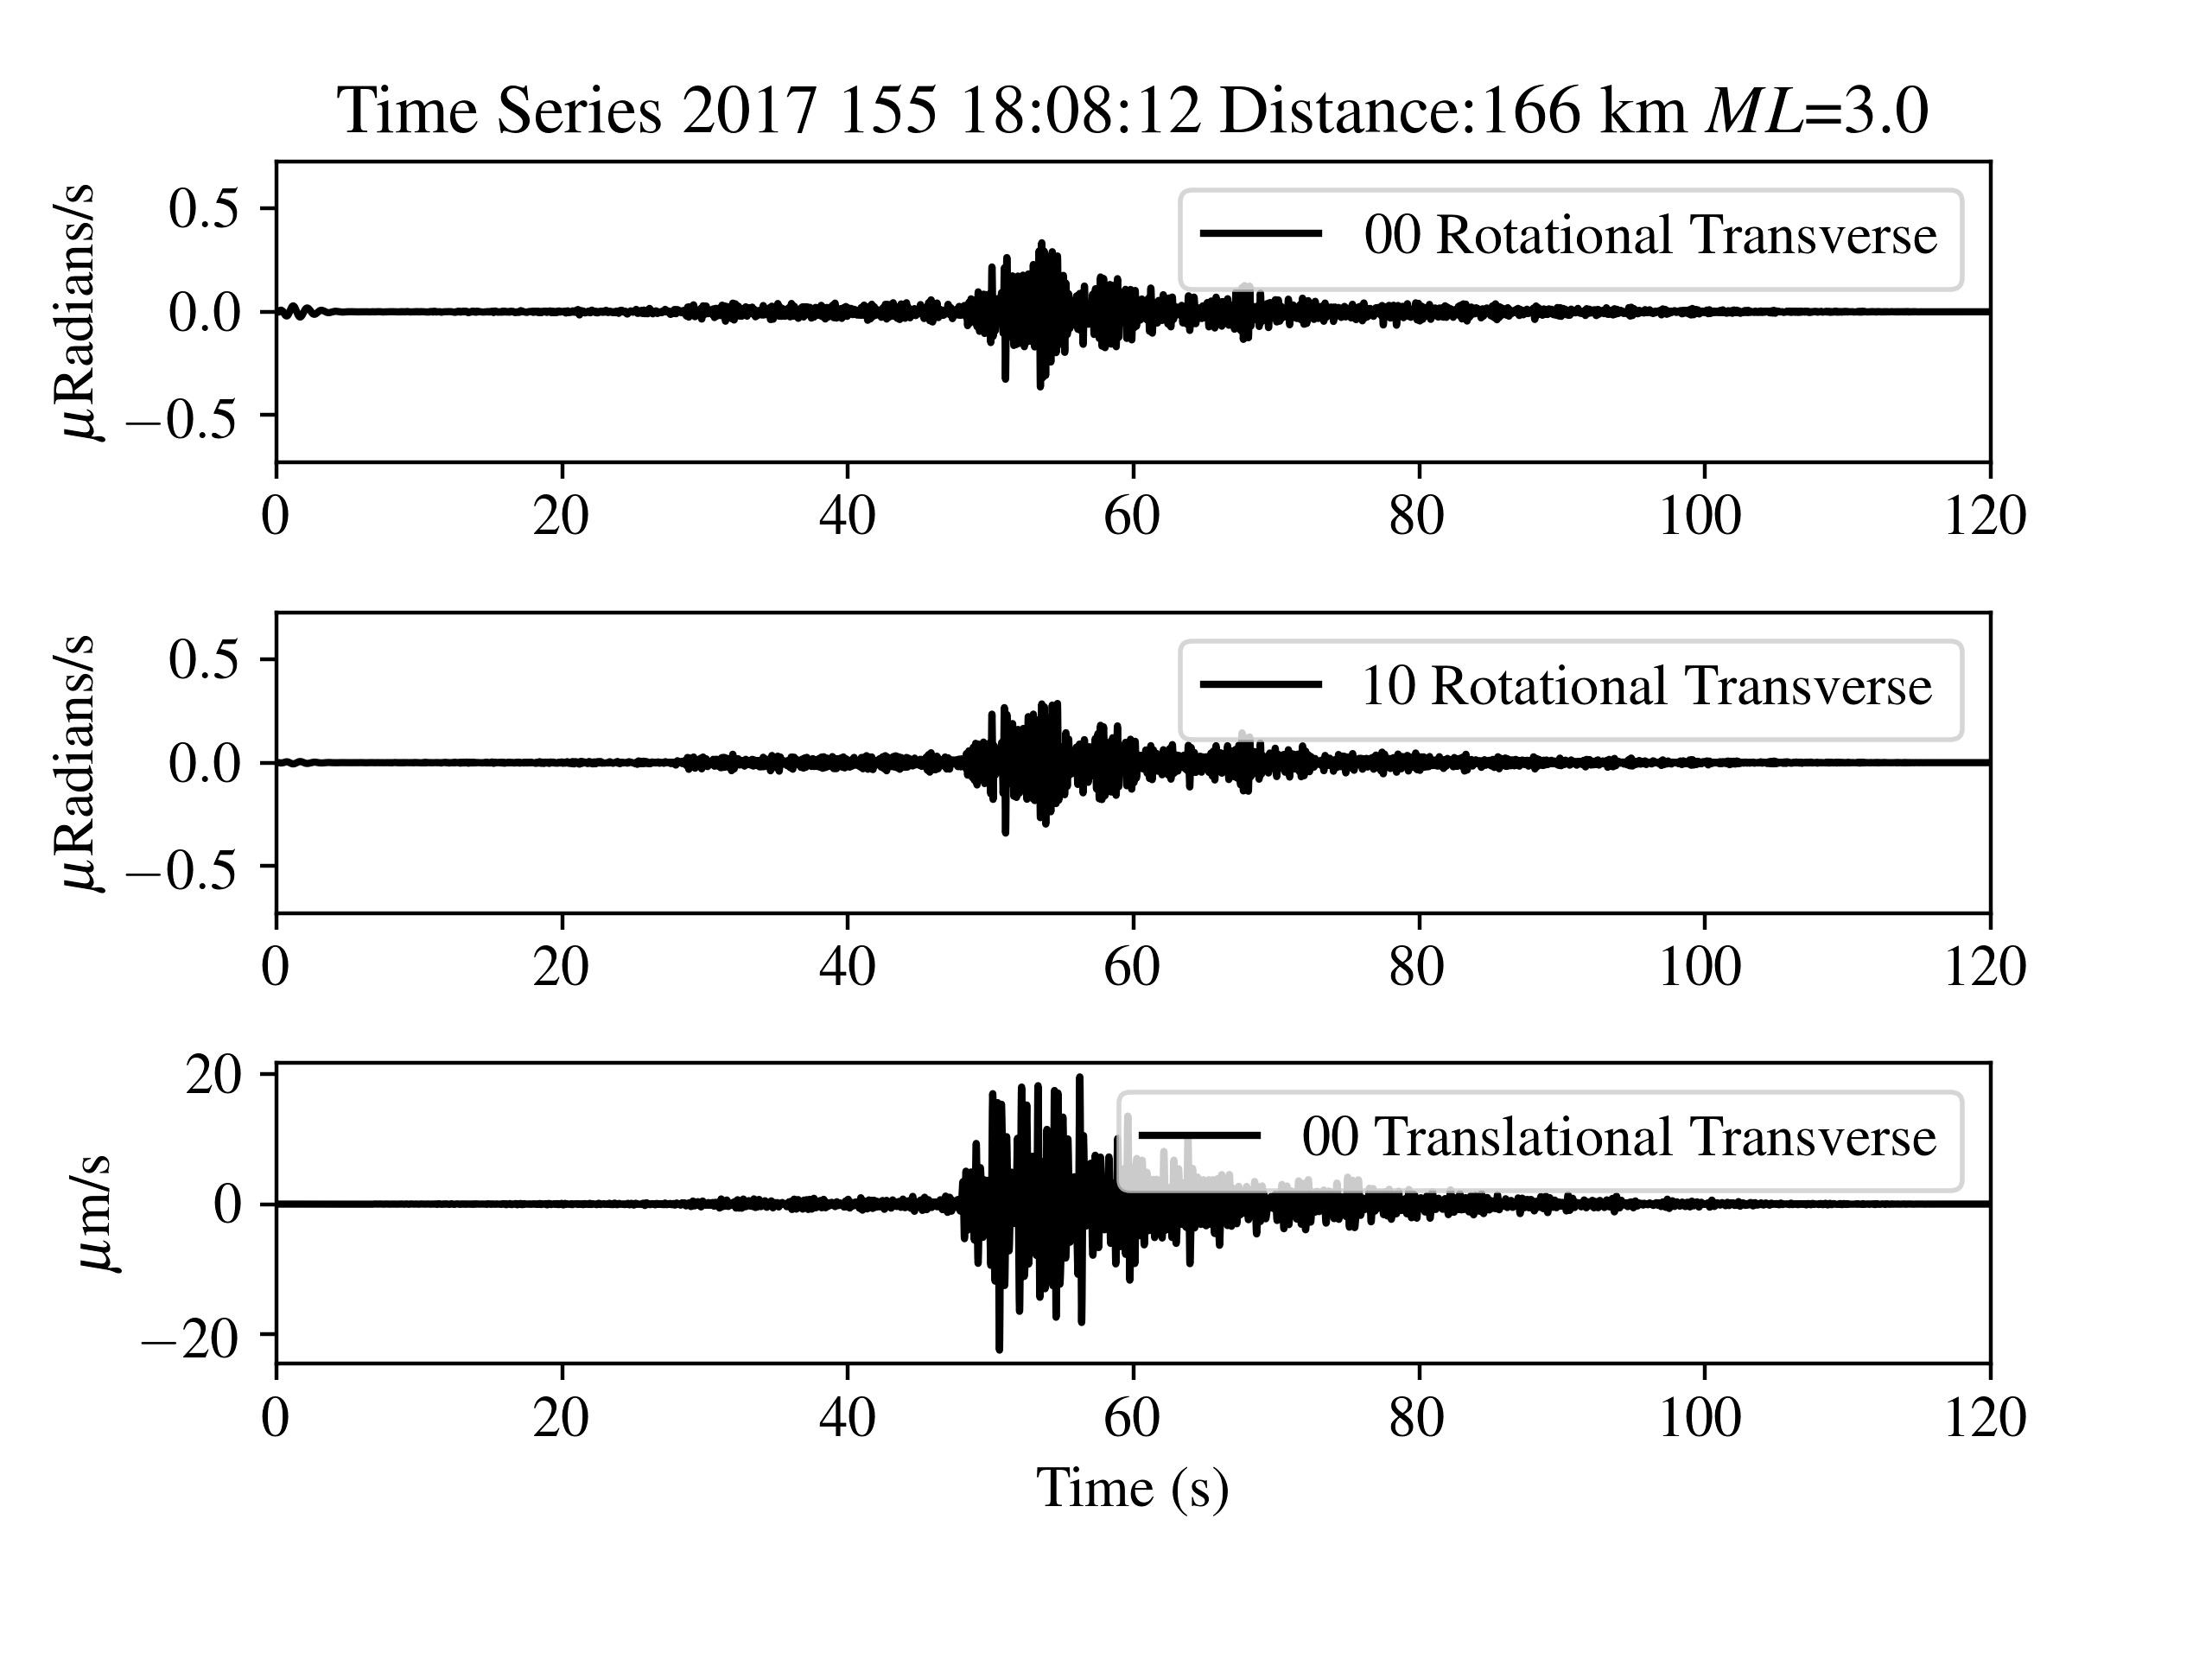 Time Series 2017 155 18:08:12 Distance:166 km ML=3.0
μRadians/s
0.5
0.0
−0.5
00 Rotational Transverse
0 20 40 60 80 100 120
μRadians/s
0.5
0.0
−0.5
10 Rotational Transverse
0 20 40 60 80 100 120
μm/s
20
0
−20
00 Translational Transverse
0 20 40 60 80 100 120
Time (s)